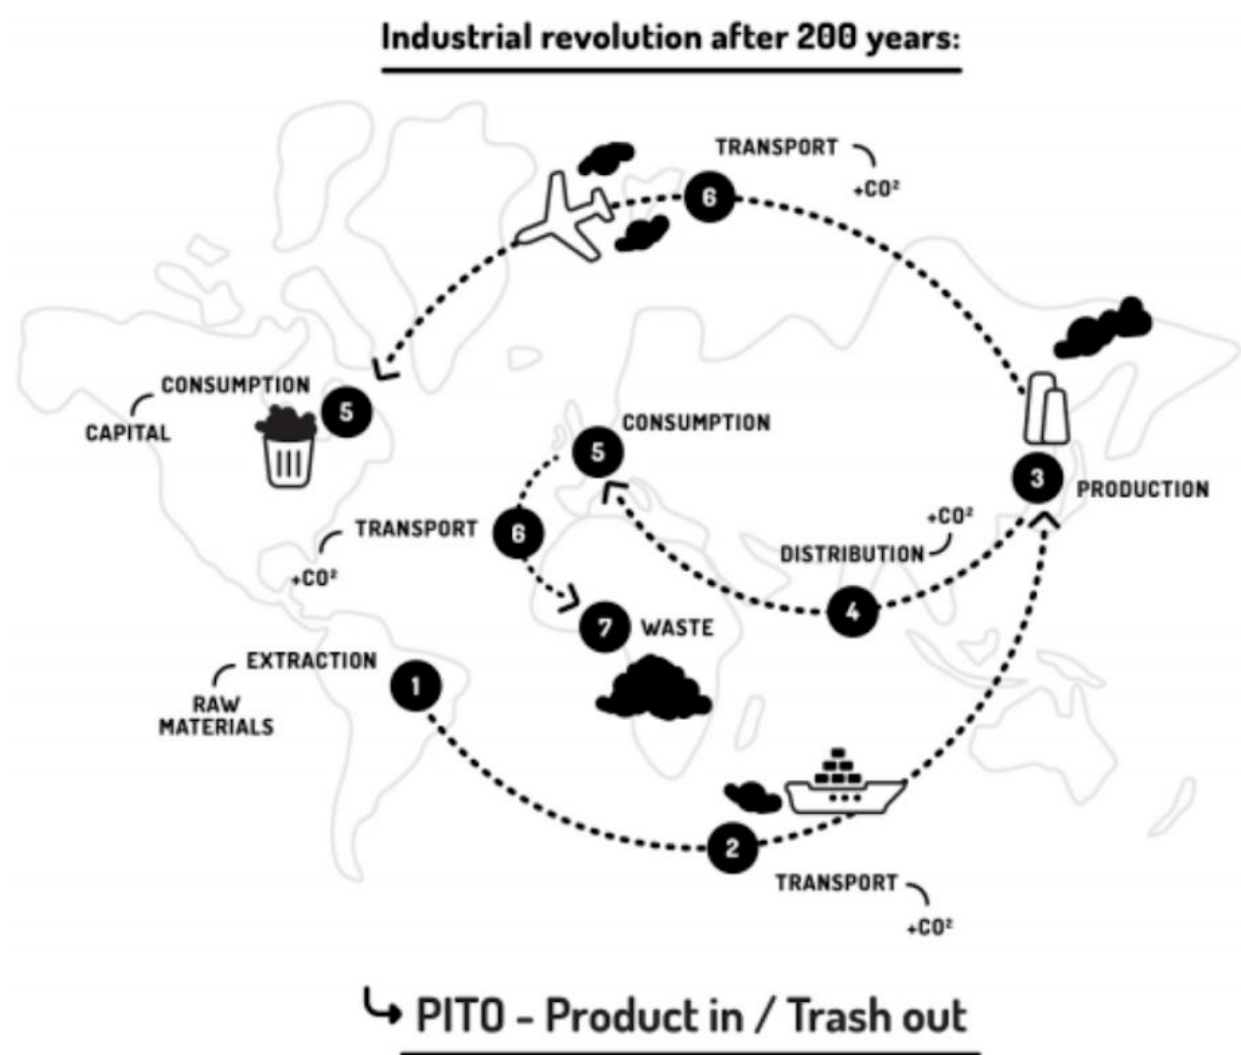 Industrial revolution after 200 years:
TRANSPORT
+CO²
6
CONSUMPTION
5
CAPITAL
CONSUMPTION
5
3
PRODUCTION
TRANSPORT
6
+CO²
+CO²
DISTRIBUTION
4
7
WASTE
EXTRACTION
1
RAW
MATERIALS
2
TRANSPORT
+CO²
PITO - Product in / Trash out